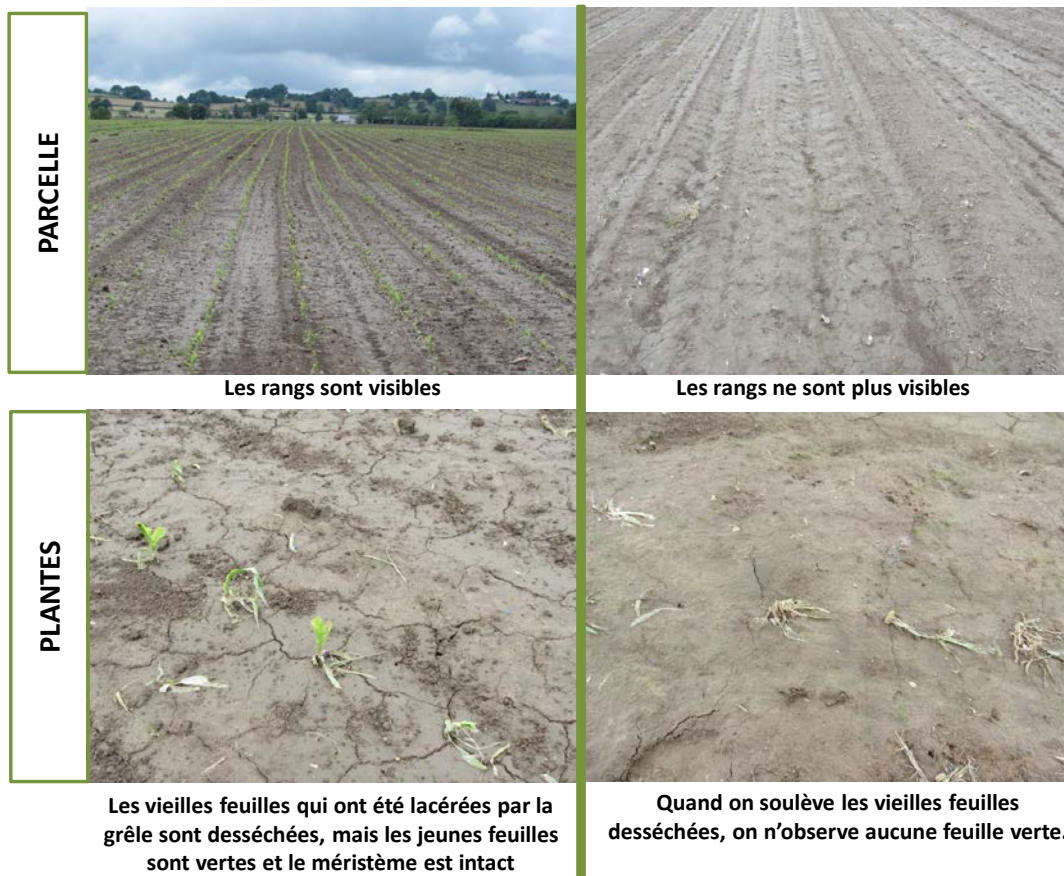 PARCELLE
Les rangs sont visibles
Les rangs ne sont plus visibles
PLANTES
Les vieilles feuilles qui ont été lacérées par la
grêle sont desséchées, mais les jeunes feuilles
sont vertes et le méristème est intact
Quand on soulève les vieilles feuilles
desséchées, on n’observe aucune feuille verte.